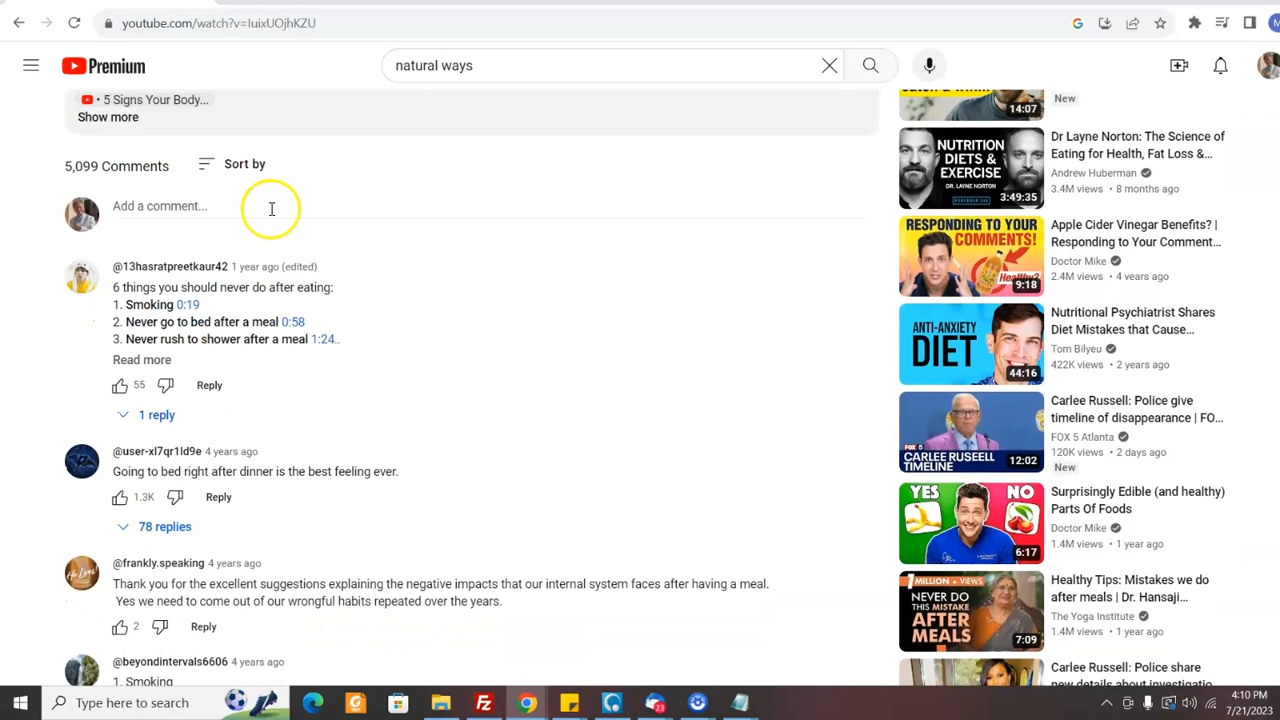 youtube.com/watch?v=IuixUOjhKZU
Premium
natural ways
• 5 Signs Your Body...
Show more
5,099 Comments
Sort by
Add a comment...
@13hasratpreetkaur42 1 year ago (edited)
6 things you should never do after eating:
1. Smoking 0:19
2. Never go to bed after a meal 0:58
3. Never rush to shower after a meal 1:24..
Read more
55
Reply
1 reply
@user-xl7qr1ld9e 4 years ago
Going to bed right after dinner is the best feeling ever.
1.3K
Reply
78 replies
He Lives!
@frankly.speaking 4 years ago
Thank you for the excellent suggestions explaining the negative impacts that our internal system faces after having a meal.
Yes we need to come out of our wrongful habits repeated over the years.
2
Reply
@beyondintervals6606 4 years ago
1. Smoking
14:07
New
NUTRITION
DIETS &
EXERCISE
DR. LAYNE NORTON
3:49:35
Dr Layne Norton: The Science of
Eating for Health, Fat Loss &...
Andrew Huberman
3.4M views • 8 months ago
RESPONDING TO YOUR
COMMENTS!
Healthy?
9:18
Apple Cider Vinegar Benefits? |
Responding to Your Comment...
Doctor Mike
2.4M views • 4 years ago
ANTI-ANXIETY
DIET
44:16
Nutritional Psychiatrist Shares
Diet Mistakes that Cause...
Tom Bilyeu
422K views • 2 years ago
CARLEE RUSEELL
TIMELINE
12:02
Carlee Russell: Police give
timeline of disappearance | FO...
FOX 5 Atlanta
120K views • 2 days ago
New
YES
NO
6:17
Surprisingly Edible (and healthy)
Parts Of Foods
Doctor Mike
1.4M views • 1 year ago
1 MILLION + VIEWS
NEVER DO
THIS MISTAKE
AFTER
MEALS
7:09
Healthy Tips: Mistakes we do
after meals | Dr. Hansaji...
The Yoga Institute
1.4M views • 1 year ago
Carlee Russell: Police share
new details about investigatio...
Type here to search
23
4:10 PM
7/21/2023